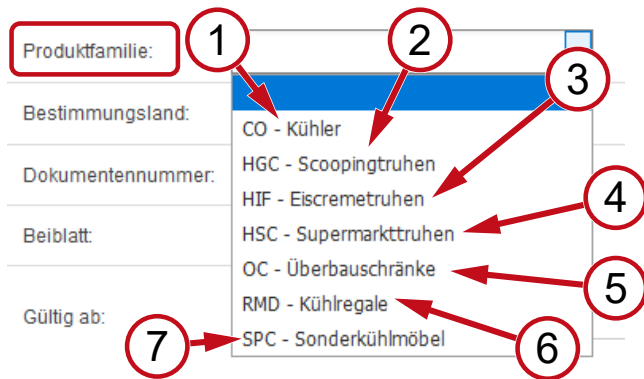 Produktfamilie:
1
2
3
Bestimmungsland:
CO - Kühler
Dokumentennummer:
HGC - Scoopingtruhen
HIF - Eiscremetruhen
4
Beiblatt:
HSC - Supermarkttruhen
OC - Überbauschränke
5
Gültig ab:
RMD - Kühlregale
6
7
SPC - Sonderkühlmöbel